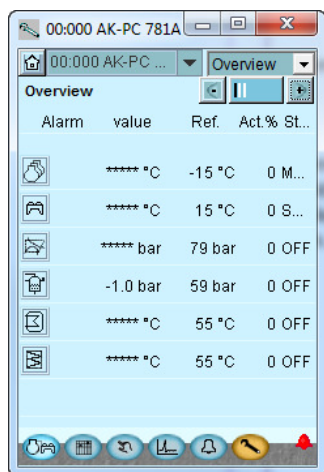 00:000 AK-PC 781A
00:000 AK-PC ... Overview
Overview
Alarm value Ref. Act.% St...
***** °C -15 °C 0 M...
***** °C 15 °C 0 S...
***** bar 79 bar 0 OFF
-1.0 bar 59 bar 0 OFF
***** °C 55 °C 0 OFF
***** °C 55 °C 0 OFF